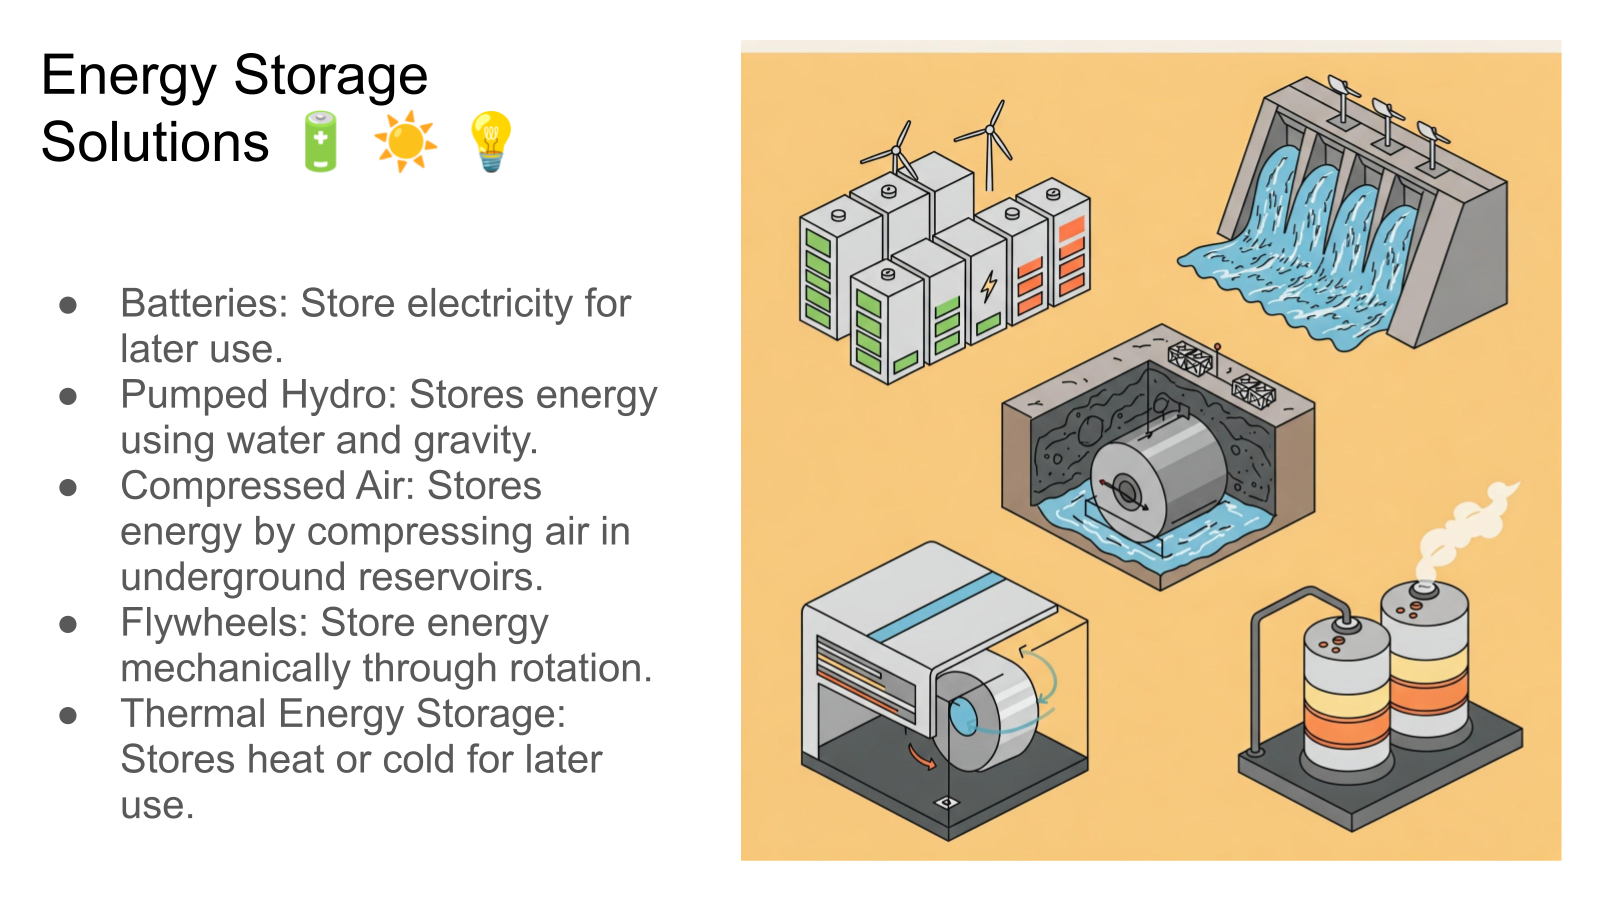 Energy Storage
Solutions 🔋 ☀️ 💡
● Batteries: Store electricity for
later use.
● Pumped Hydro: Stores energy
using water and gravity.
● Compressed Air: Stores
energy by compressing air in
underground reservoirs.
● Flywheels: Store energy
mechanically through rotation.
● Thermal Energy Storage:
Stores heat or cold for later
use.